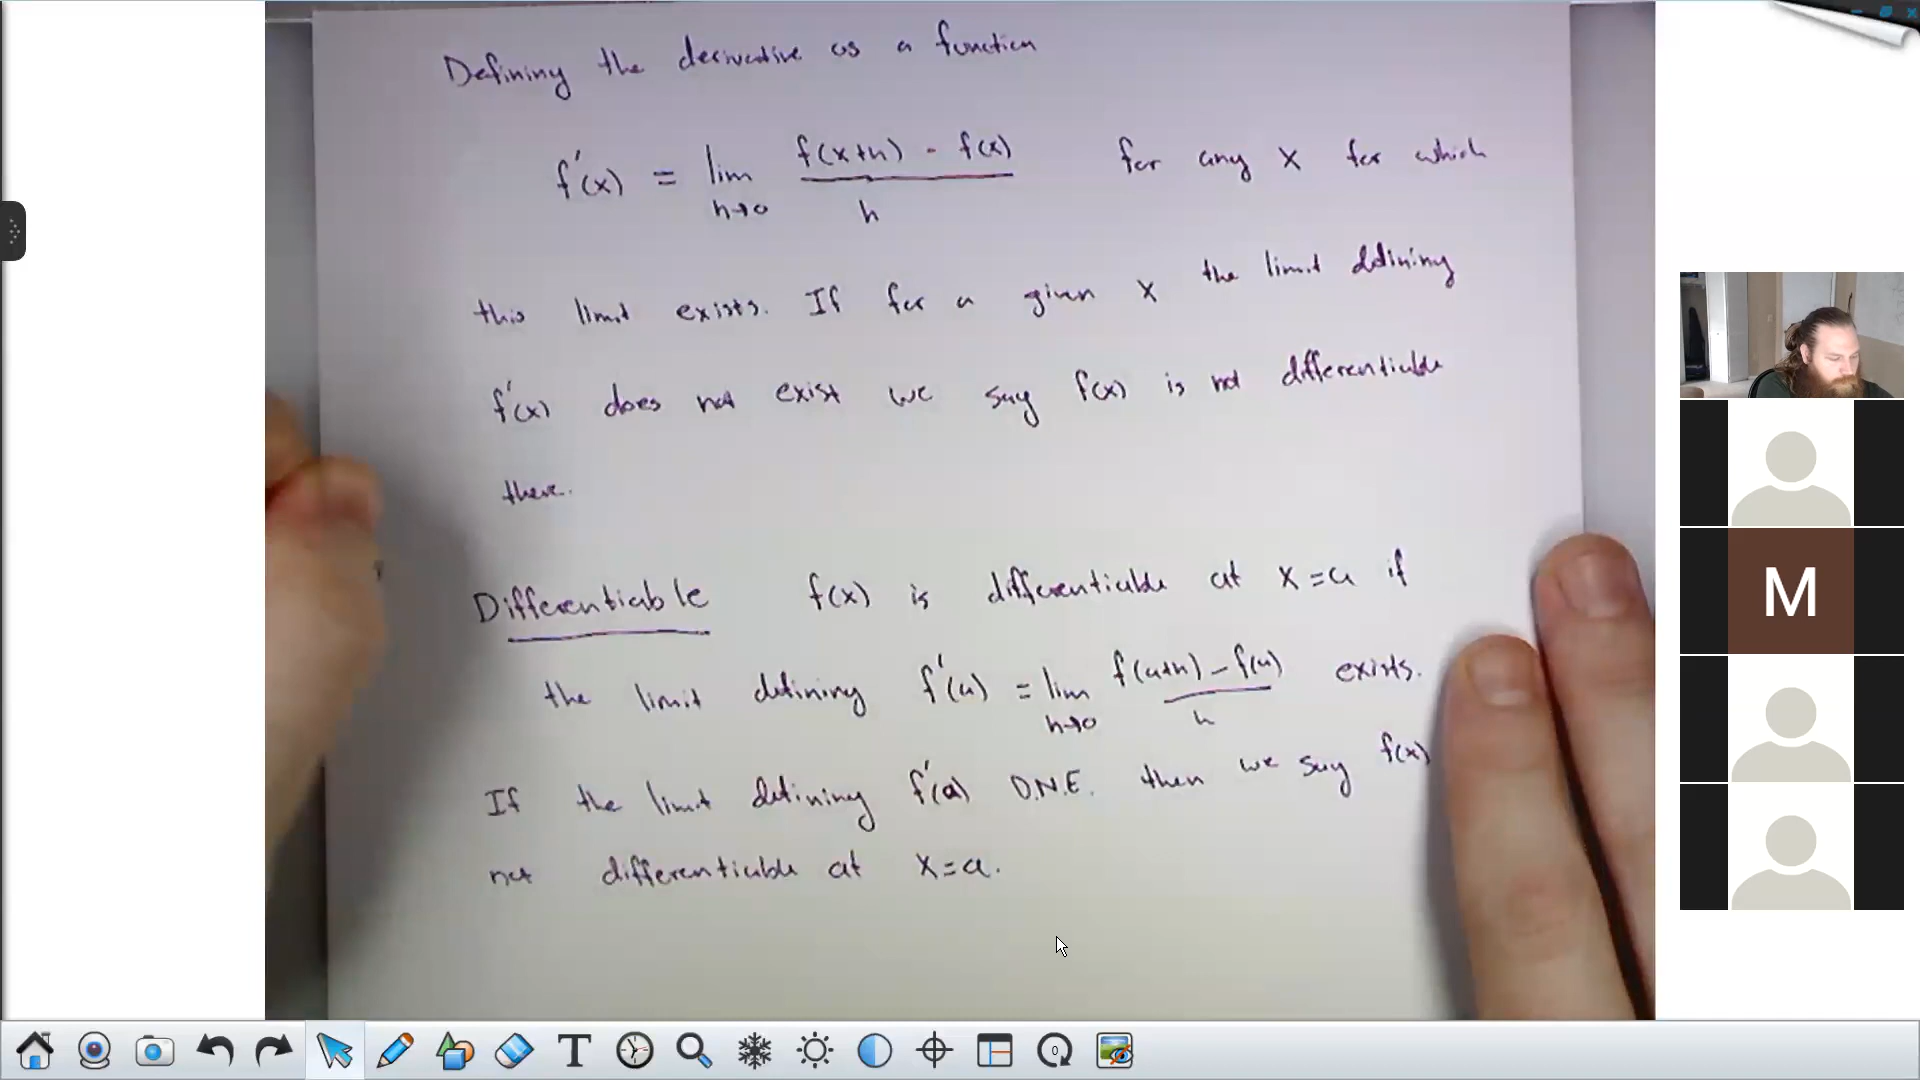 Defining the derivative as a function
f'(x) = lim h→0 f(x+h) - f(x) / h for any x for which
this limit exists. If for a given x the limit defining
f'(x) does not exist we say f(x) is not differentiable
there.
Differentiable f(x) is differentiable at x=a if
the limit defining f'(a) = lim h→0 f(a+h) - f(a) / h exists.
If the limit defining f'(a) D.N.E. then we say f(x)
not differentiable at x=a.
M
T
0